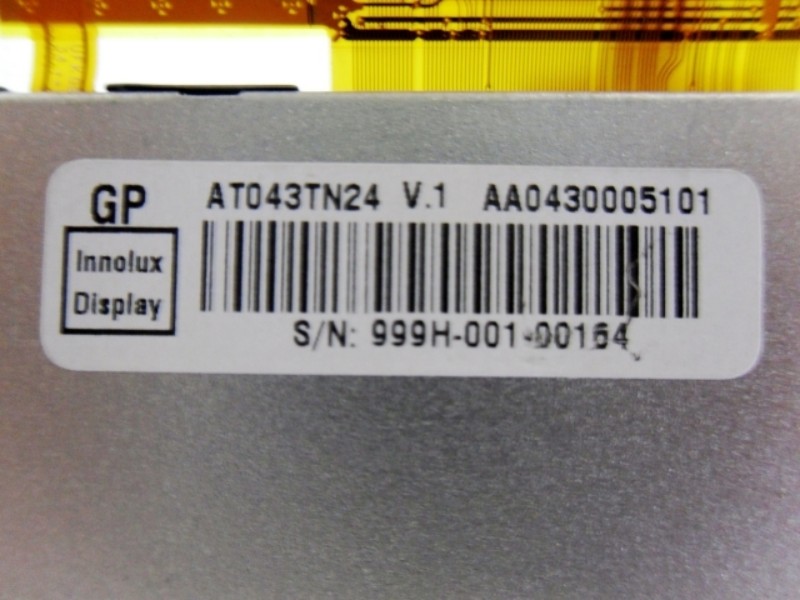 GP AT043TN24 V.1 AA0430005101
Innolux
Display
S/N: 999H-001-00164